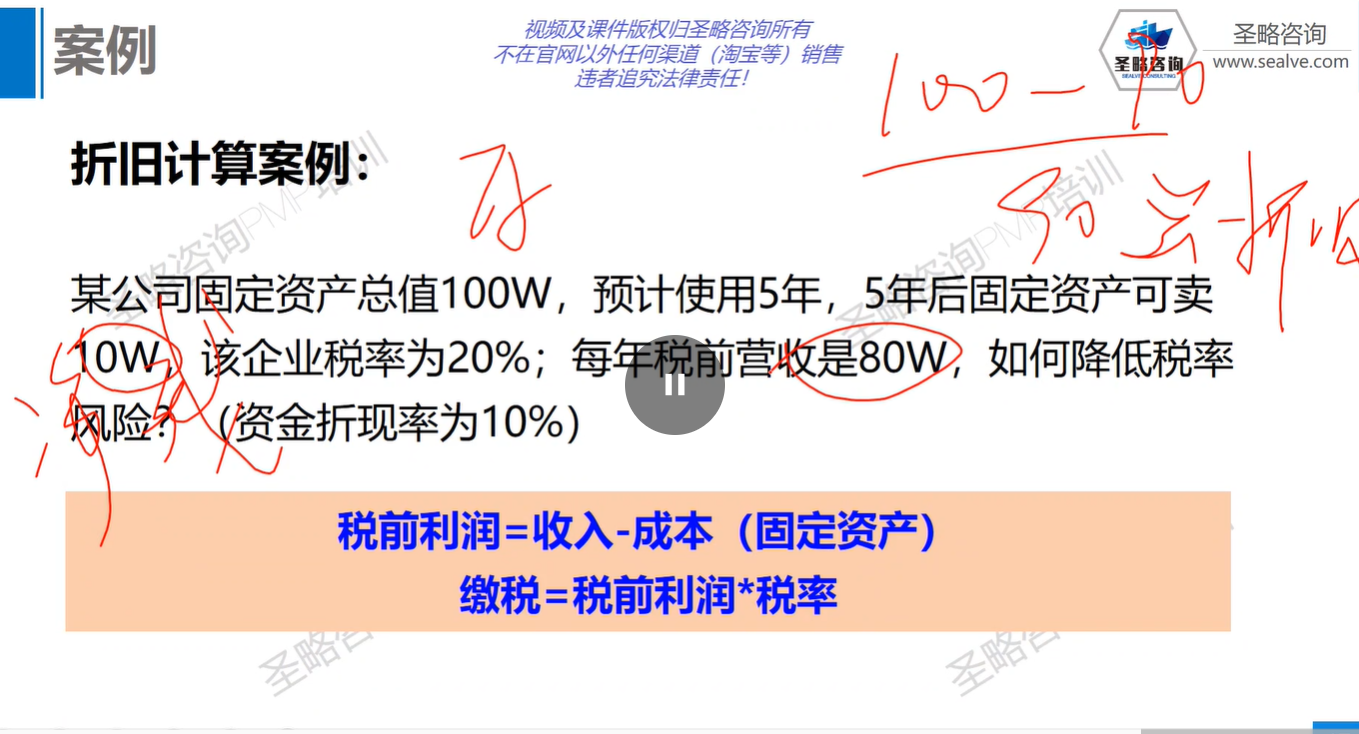 案例
视频及课件版权归圣略咨询所有
不在官网以外任何渠道（淘宝等）销售
违者追究法律责任！
圣略咨询
SEALVE CONSULTING
圣略咨询
www.sealve.com
100-10
90 总折旧
折旧计算案例：
某公司固定资产总值100W，预计使用5年，5年后固定资产可卖
10W，该企业税率为20%；每年税前营收是80W，如何降低税率
风险？（资金折现率为10%）
税前利润=收入-成本（固定资产）
缴税=税前利润*税率
圣略咨询PMP培训
圣略咨询PMP培训
圣略咨
圣略咨